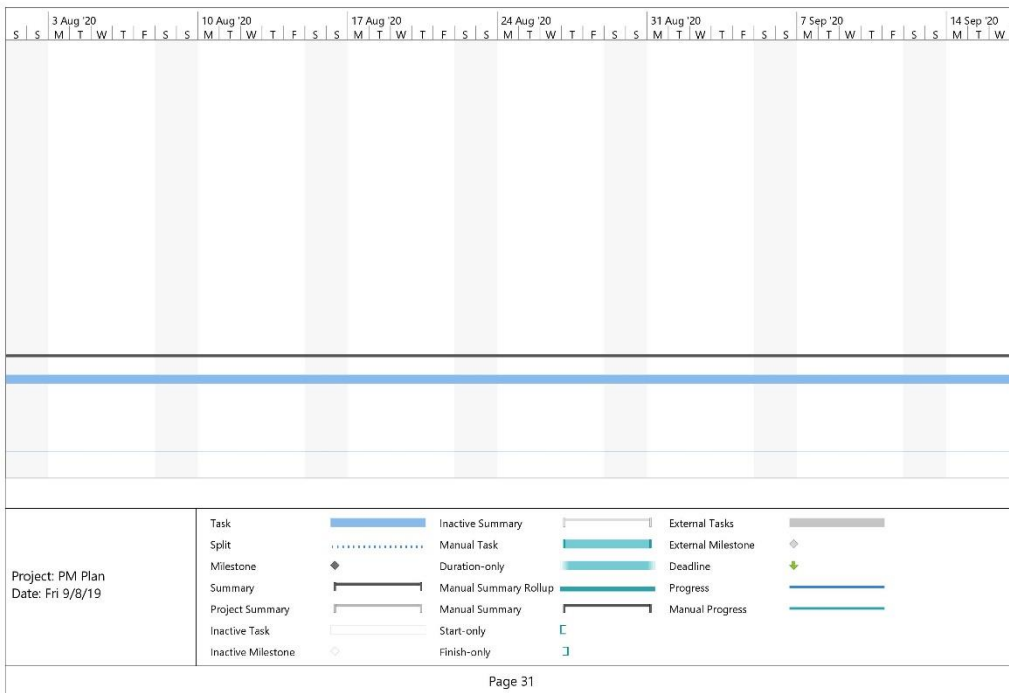 3 Aug '20 10 Aug '20 17 Aug '20 24 Aug '20 31 Aug '20 7 Sep '20 14 Sep '20
S S M T W T F S S M T W T F S S M T W T F S S M T W T F S S M T W T F S S M T W T F S S M T W
Task Inactive Summary External Tasks
Split Manual Task External Milestone
Milestone Duration-only Deadline
Project: PM Plan
Summary Manual Summary Rollup Progress
Date: Fri 9/8/19
Project Summary Manual Summary Manual Progress
Inactive Task Start-only
Inactive Milestone Finish-only
Page 31